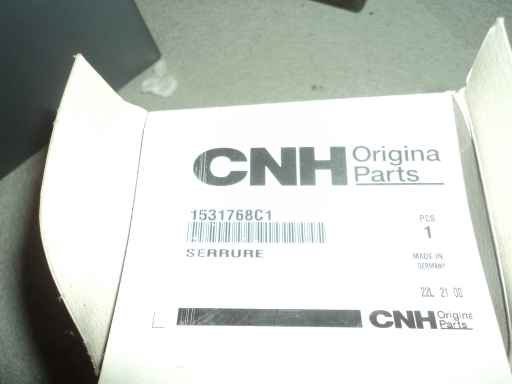 CNH Origina
Parts
1531768C1
SERRURE
PCS
1
MADE IN
GERMANY
22L 21 00
CNH Origina
Parts